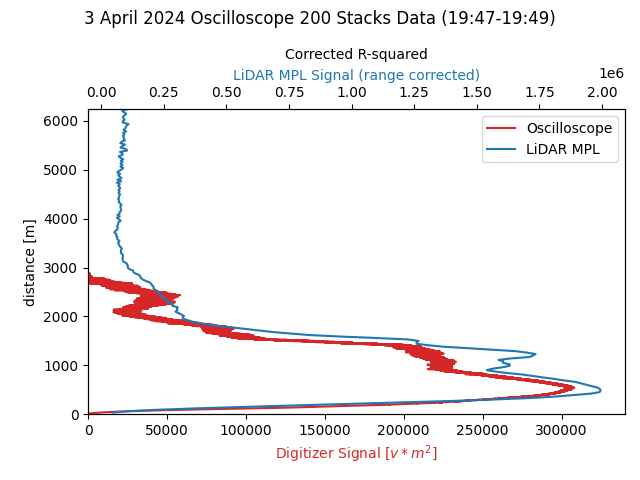 3 April 2024 Oscilloscope 200 Stacks Data (19:47-19:49)
Corrected R-squared
LiDAR MPL Signal (range corrected)
1e6
0.00 0.25 0.50 0.75 1.00 1.25 1.50 1.75 2.00
Oscilloscope
LiDAR MPL
distance [m]
6000
5000
4000
3000
2000
1000
0
0 50000 100000 150000 200000 250000 300000
Digitizer Signal [v * m²]